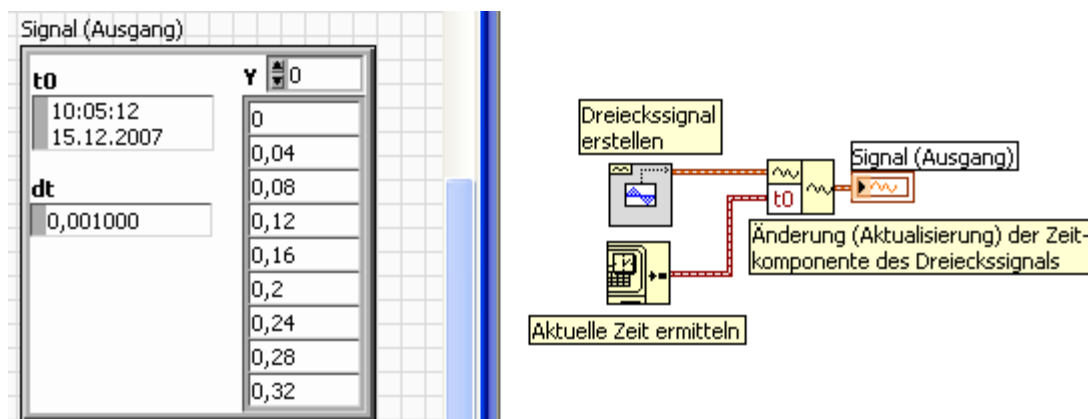 Signal (Ausgang)
t0
10:05:12
15.12.2007
dt
0,001000
Y 0
0
0,04
0,08
0,12
0,16
0,2
0,24
0,28
0,32
Dreieckssignal
erstellen
t0
Signal (Ausgang)
Änderung (Aktualisierung) der Zeit-
komponente des Dreieckssignals
Aktuelle Zeit ermitteln